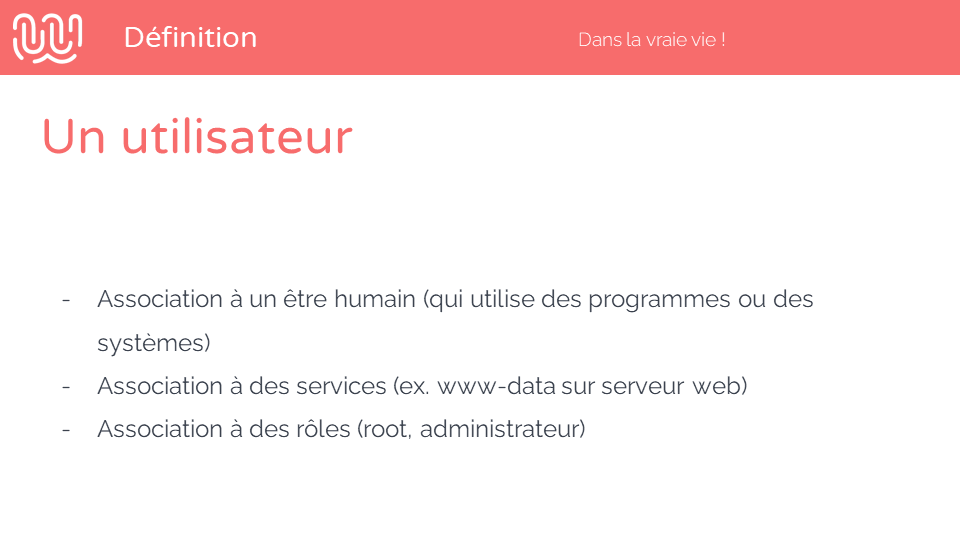 Définition
Dans la vraie vie !
Un utilisateur
- Association à un être humain (qui utilise des programmes ou des
systèmes)
- Association à des services (ex. www-data sur serveur web)
- Association à des rôles (root, administrateur)